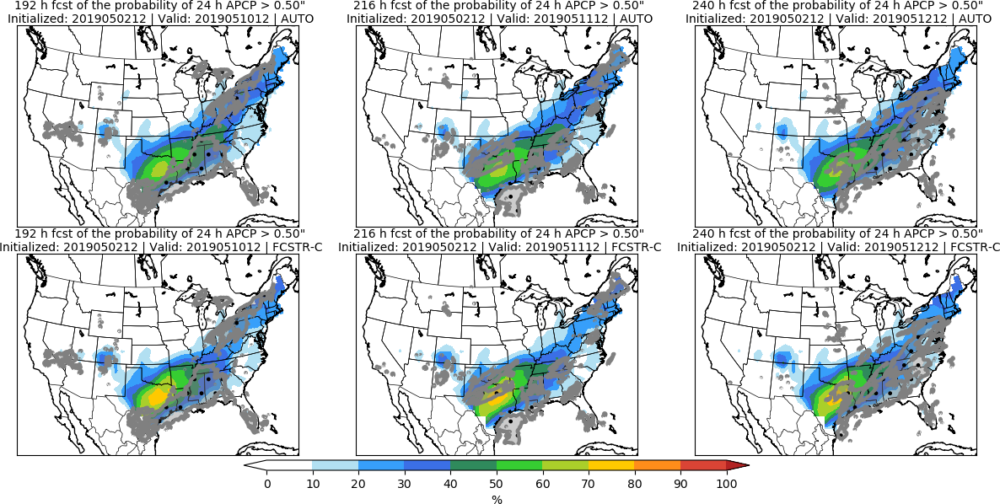 192 h fcst of the probability of 24 h APCP > 0.50"
Initialized: 2019050212 | Valid: 2019051012 | AUTO
216 h fcst of the probability of 24 h APCP > 0.50"
Initialized: 2019050212 | Valid: 2019051112 | AUTO
240 h fcst of the probability of 24 h APCP > 0.50"
Initialized: 2019050212 | Valid: 2019051212 | AUTO
192 h fcst of the probability of 24 h APCP > 0.50"
Initialized: 2019050212 | Valid: 2019051012 | FCSTR-C
216 h fcst of the probability of 24 h APCP > 0.50"
Initialized: 2019050212 | Valid: 2019051112 | FCSTR-C
240 h fcst of the probability of 24 h APCP > 0.50"
Initialized: 2019050212 | Valid: 2019051212 | FCSTR-C
0 10 20 30 40 50 60 70 80 90 100
%